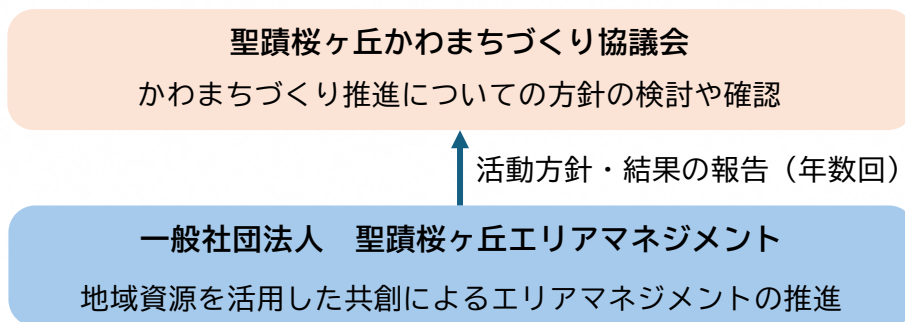 聖蹟桜ヶ丘かわまちづくり協議会
かわまちづくり推進についての方針の検討や確認
活動方針・結果の報告（年数回）
一般社団法人　聖蹟桜ヶ丘エリアマネジメント
地域資源を活用した共創によるエリアマネジメントの推進